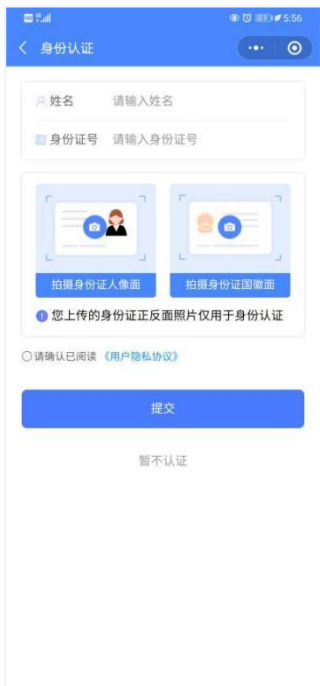 5:56
身份认证
姓名 请输入姓名
身份证号 请输入身份证号
拍摄身份证人像面 拍摄身份证国徽面
您上传的身份证正反面照片仅用于身份认证
请确认已阅读《用户隐私协议》
提交
暂不认证